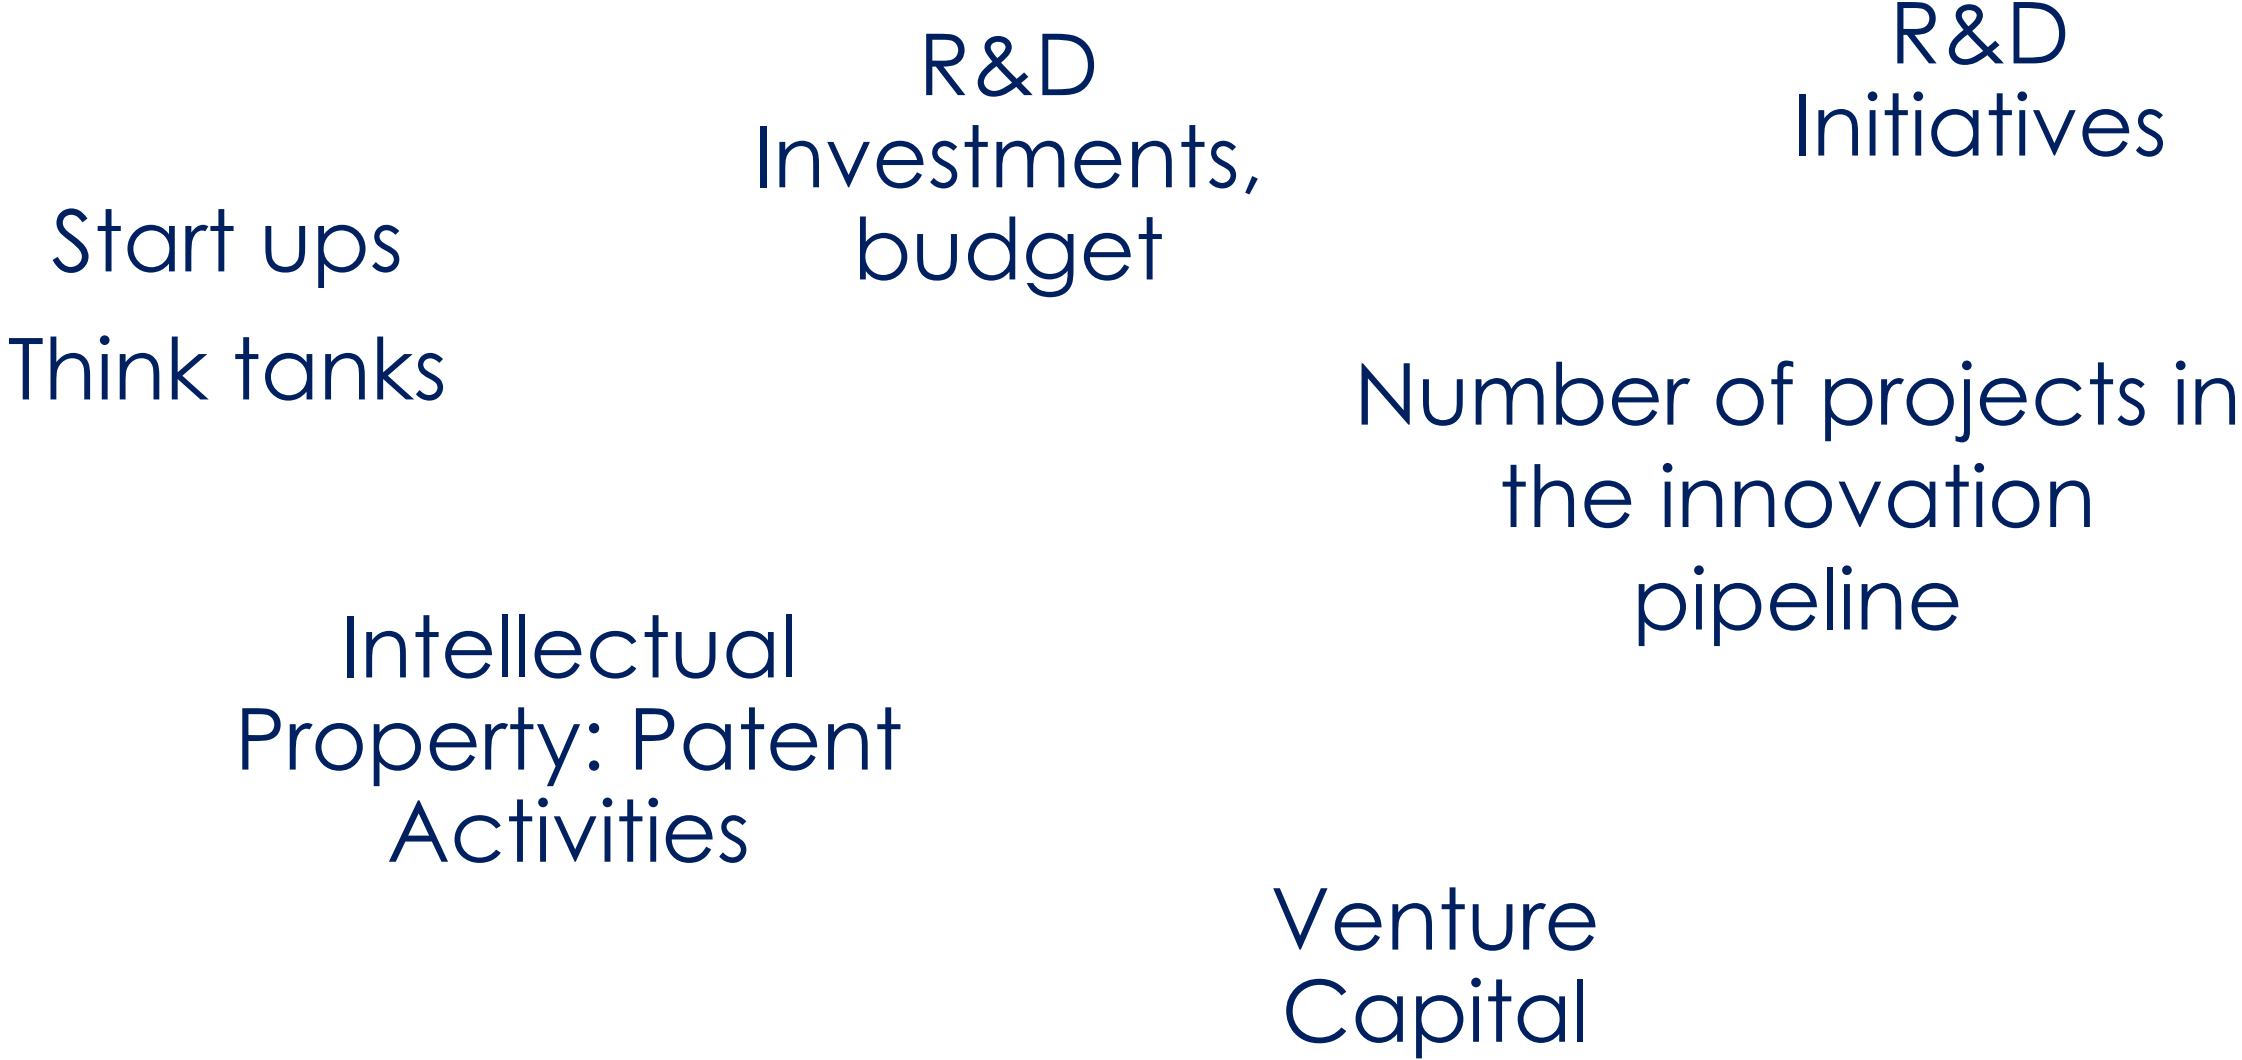 R&D
Investments,
budget
R&D
Initiatives
Start ups
Think tanks
Number of projects in
the innovation
pipeline
Intellectual
Property: Patent
Activities
Venture
Capital